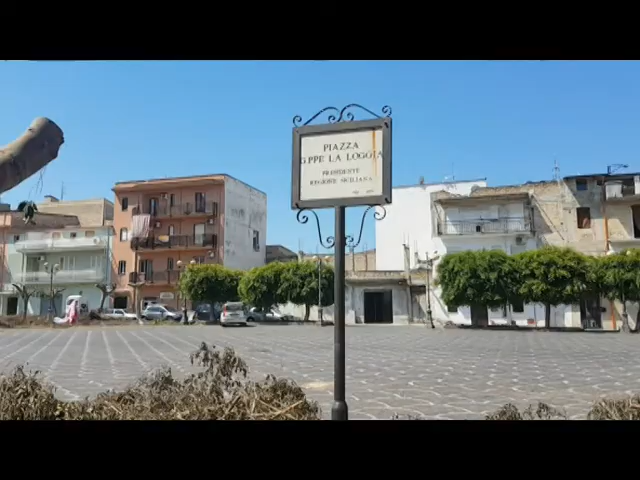 PIAZZA
G.PPE LA LOGGIA
PRESIDENTE
REGIONE SICILIANA